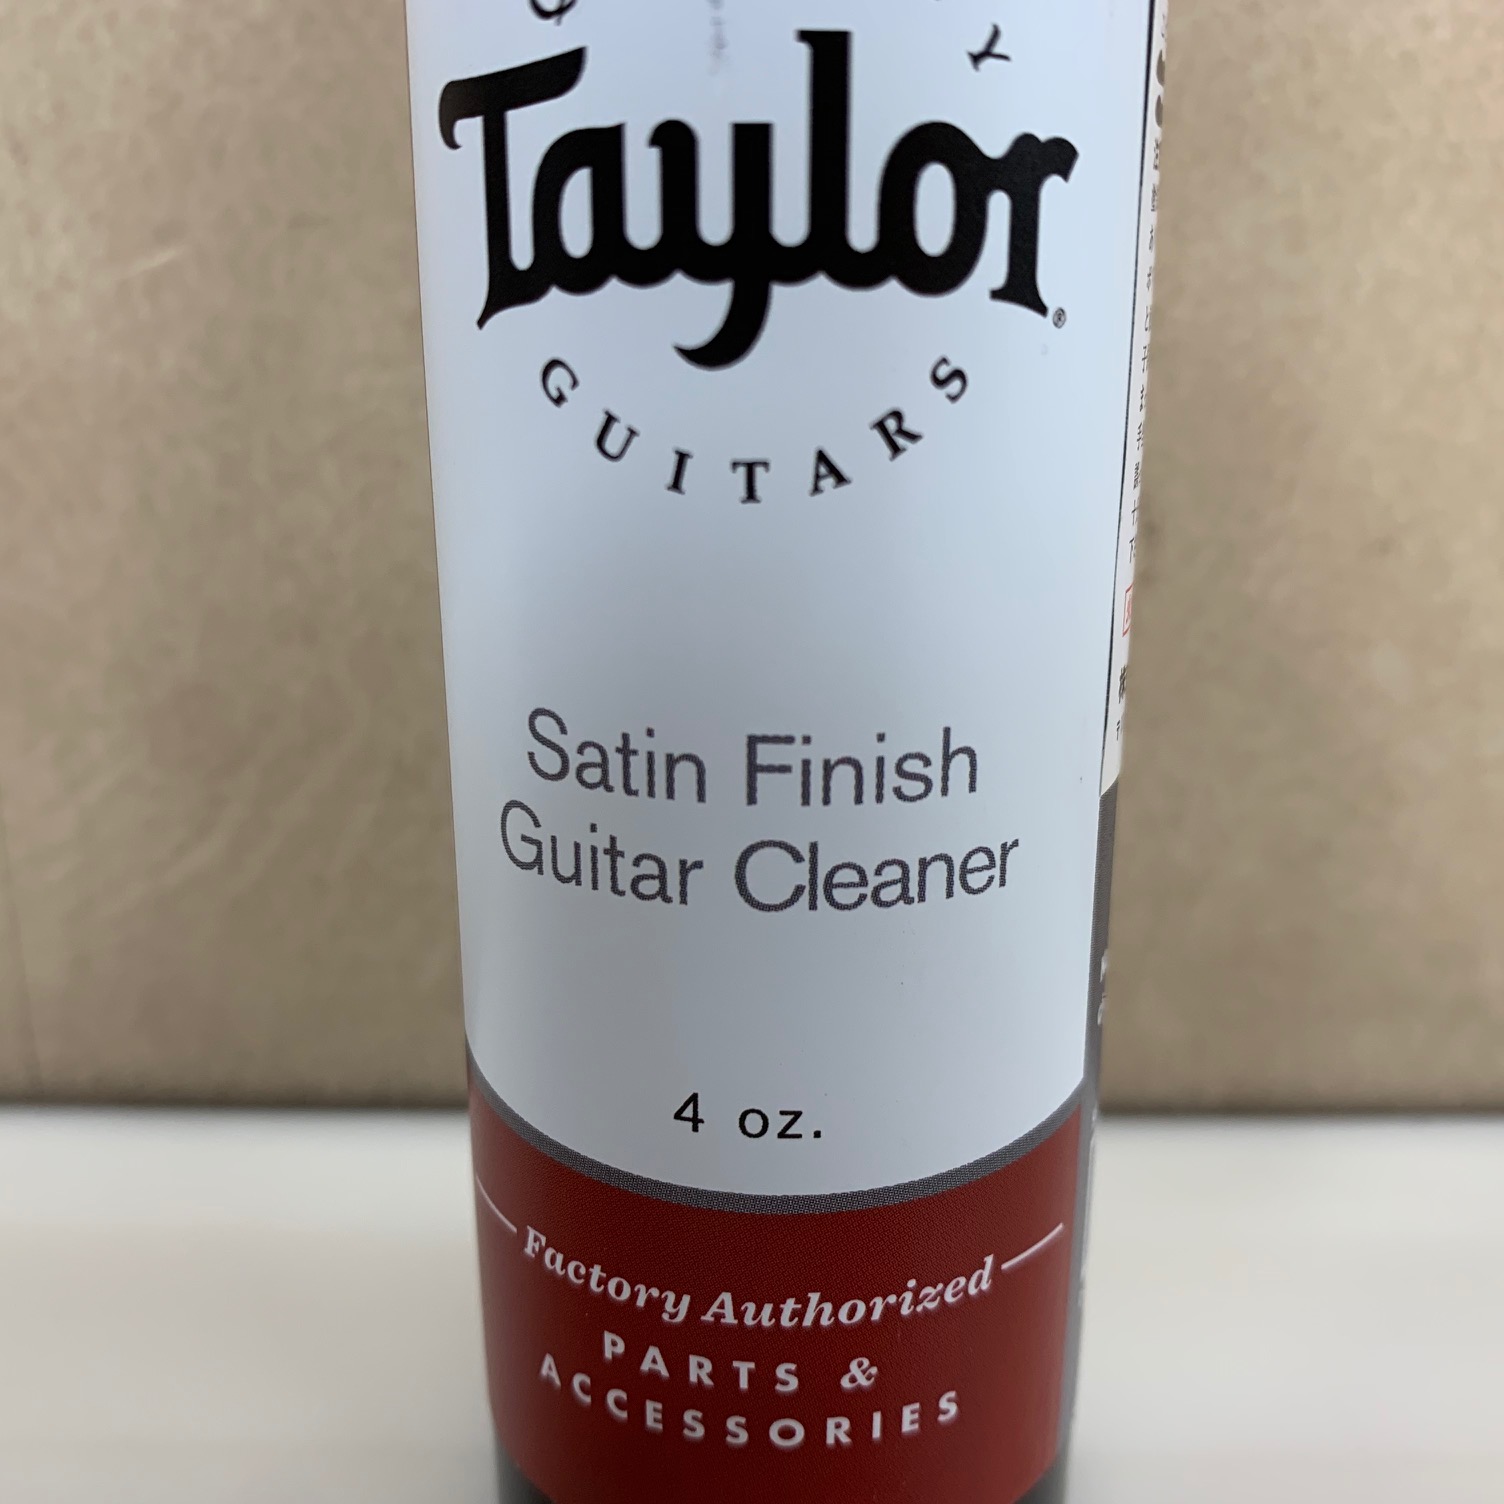 Taylor®
GUITARS
Satin Finish
Guitar Cleaner
4 oz.
Factory Authorized
PARTS &
ACCESSORIES